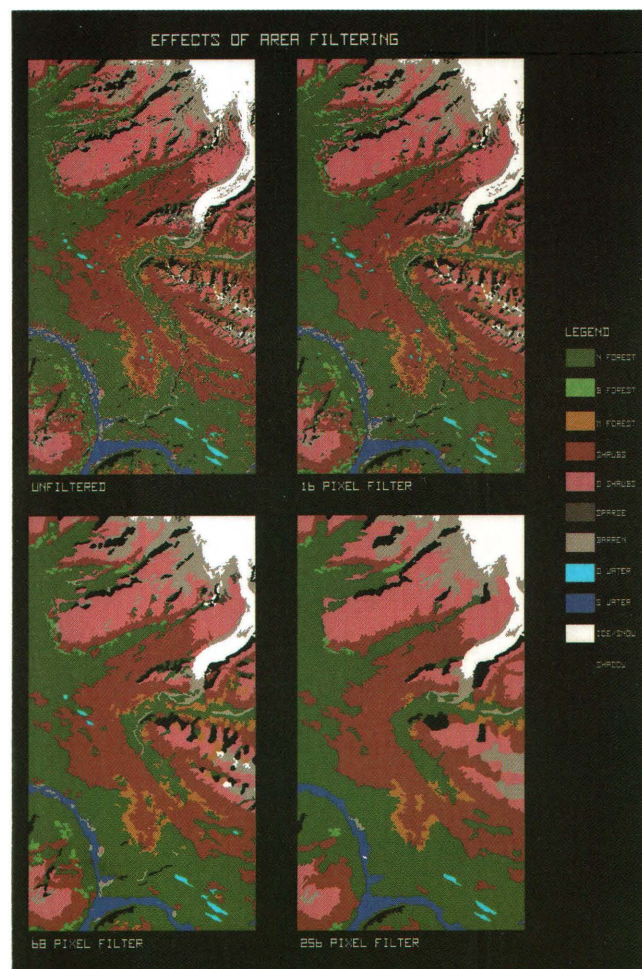 EFFECTS OF AREA FILTERING
UNFILTERED
16 PIXEL FILTER
68 PIXEL FILTER
256 PIXEL FILTER
LEGEND
N FOREST
B FOREST
M FOREST
SHRUBS
D SHRUBS
SPARSE
BARREN
D WATER
S WATER
ICE/SNOW
SHADOW